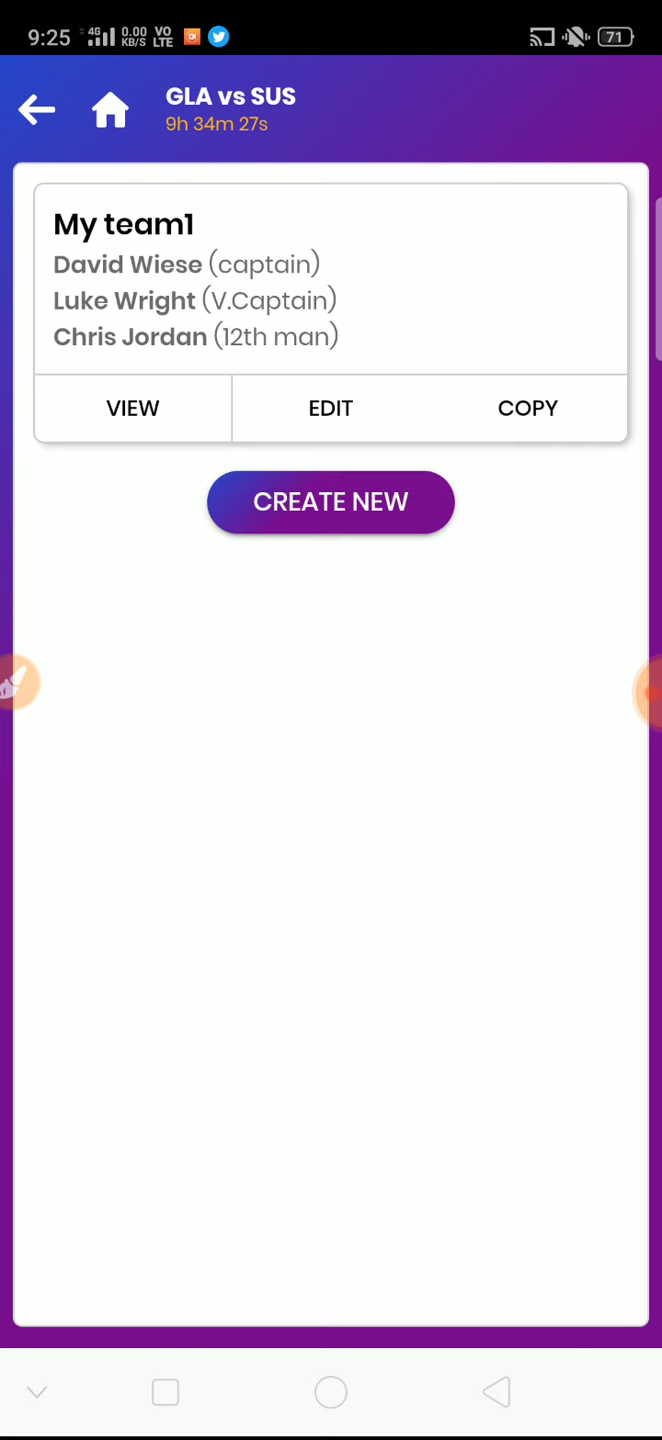 9:25 4G 0.00 KB/S VO LTE 71
GLA vs SUS
9h 34m 27s
My team1
David Wiese (captain)
Luke Wright (V.Captain)
Chris Jordan (12th man)
VIEW EDIT COPY
CREATE NEW